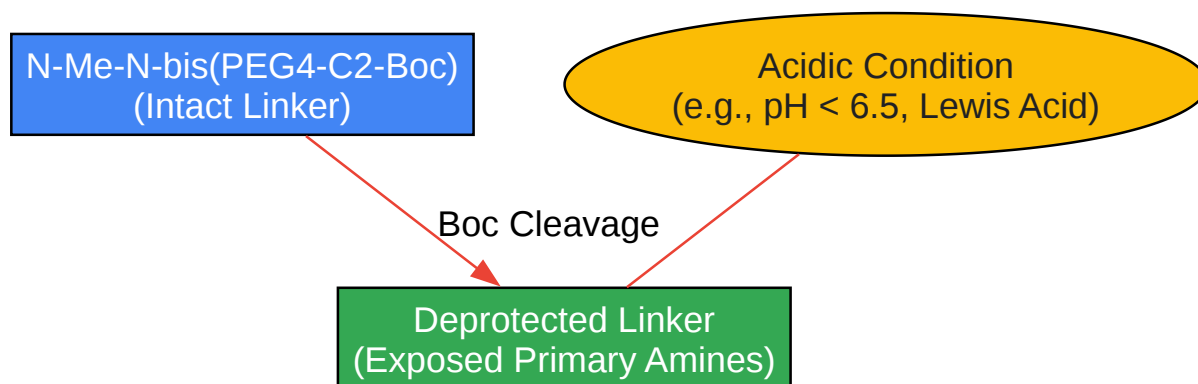 N-Me-N-bis(PEG4-C2-Boc)
(Intact Linker)
Acidic Condition
(e.g., pH < 6.5, Lewis Acid)
Boc Cleavage
Deprotected Linker
(Exposed Primary Amines)